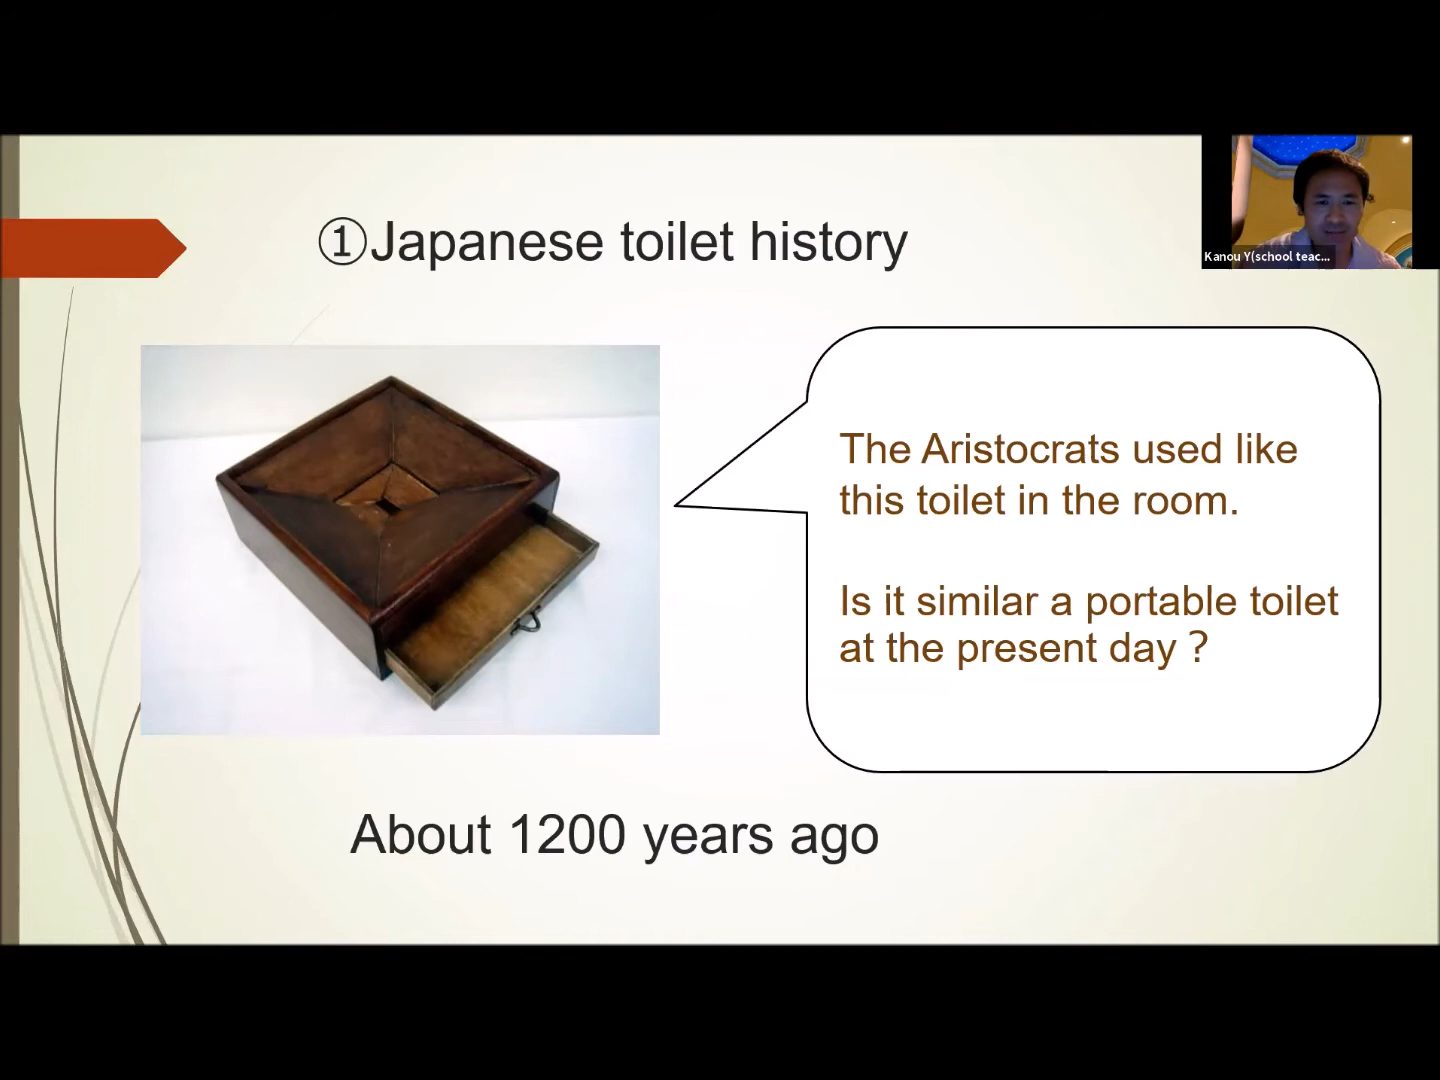 ①Japanese toilet history
Kanou Y(school teac...
The Aristocrats used like
this toilet in the room.
Is it similar a portable toilet
at the present day？
About 1200 years ago